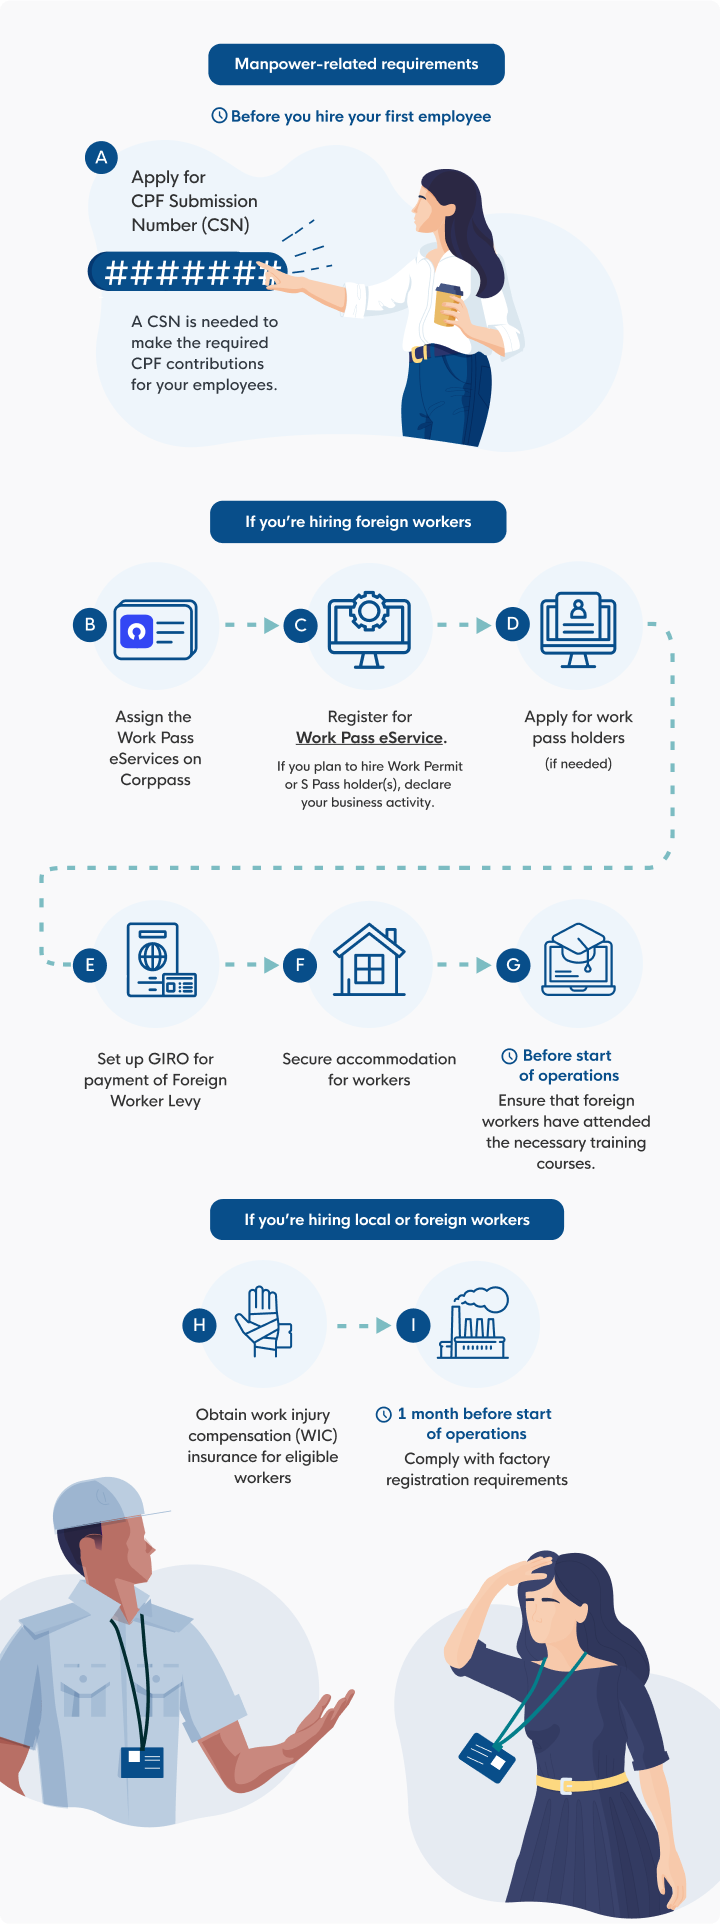 Manpower-related requirements
Before you hire your first employee
A
Apply for
CPF Submission
Number (CSN)
#######
A CSN is needed to
make the required
CPF contributions
for your employees.
If you're hiring foreign workers
B
Assign the
Work Pass
eServices on
Corppass
C
Register for
Work Pass eService.
If you plan to hire Work Permit
or S Pass holder(s), declare
your business activity.
D
Apply for work
pass holders
(if needed)
E
Set up GIRO for
payment of Foreign
Worker Levy
F
Secure accommodation
for workers
G
Before start
of operations
Ensure that foreign
workers have attended
the necessary training
courses.
If you're hiring local or foreign workers
H
Obtain work injury
compensation (WIC)
insurance for eligible
workers
I
1 month before start
of operations
Comply with factory
registration requirements